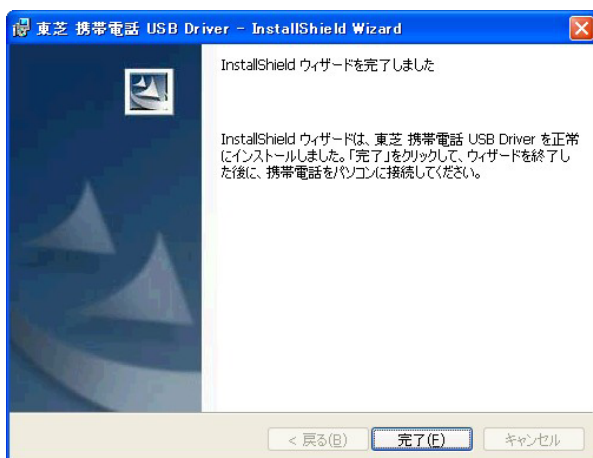 東芝 携帯電話 USB Driver - InstallShield Wizard
InstallShield ウィザードを完了しました
InstallShield ウィザードは、東芝 携帯電話 USB Driver を正常
にインストールしました。「完了」をクリックして、ウィザードを終了し
た後に、携帯電話をパソコンに接続してください。
< 戻る(B)
完了(F)
キャンセル